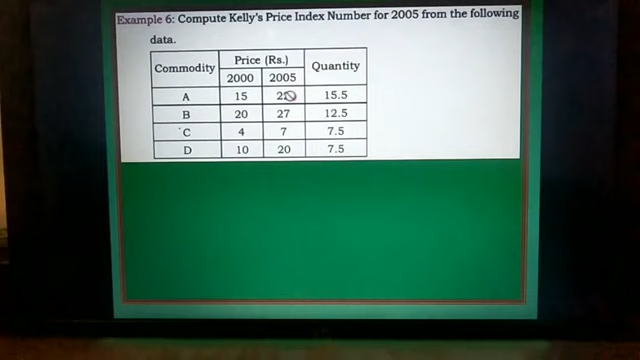 Example 6: Compute Kelly's Price Index Number for 2005 from the following
data.
Commodity Price (Rs.) Quantity
2000 2005
A 15 15.5
B 20 27 12.5
C 4 7 7.5
D 10 20 7.5